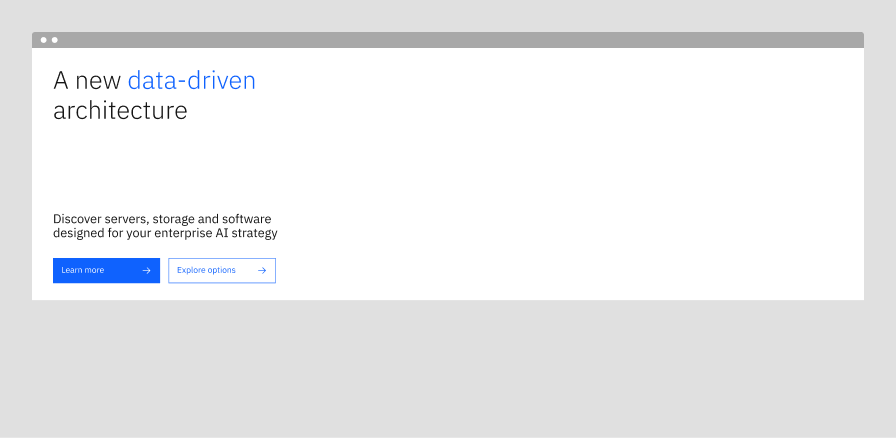 A new data-driven
architecture
Discover servers, storage and software
designed for your enterprise AI strategy
Learn more →
Explore options →